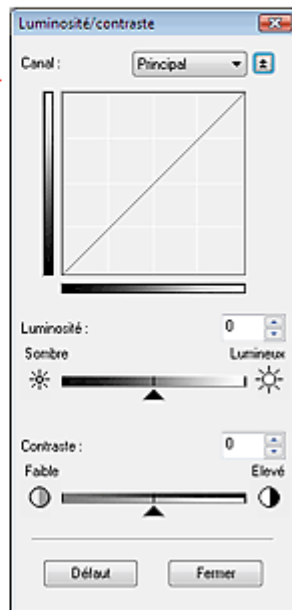 Luminosité/contraste
Canal : Principal
Luminosité : 0
Sombre Lumineux
Contraste : 0
Faible Elevé
Défaut Fermer